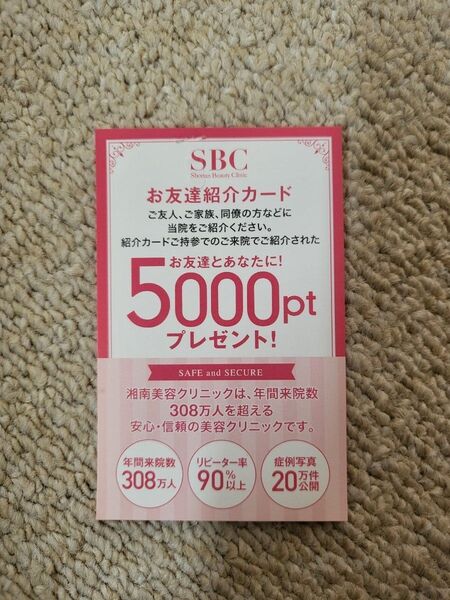 SBC
Shonan Beauty Clinic
お友達紹介カード
ご友人、ご家族、同僚の方などに
当院をご紹介ください。
紹介カードご持参でのご来院でご紹介された
お友達とあなたに!
5000pt
プレゼント!
SAFE and SECURE
湘南美容クリニックは、年間来院数
308万人を超える
安心・信頼の美容クリニックです。
年間来院数
308万人
リピーター率
90%以上
症例写真
20万件公開